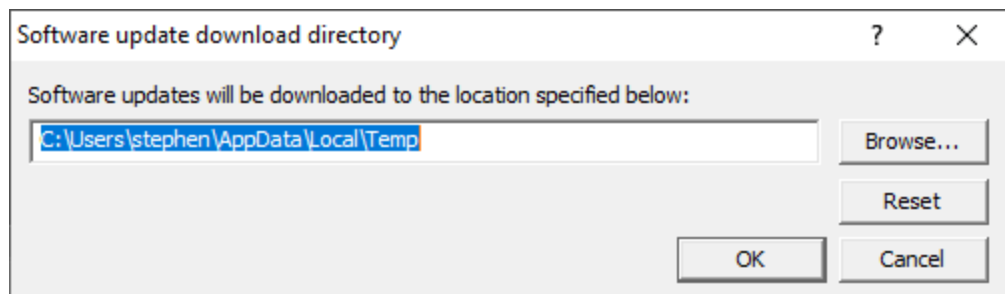 Software update download directory ?
Software updates will be downloaded to the location specified below:
C:\Users\stephen\AppData\Local\Temp
Browse...
Reset
OK
Cancel